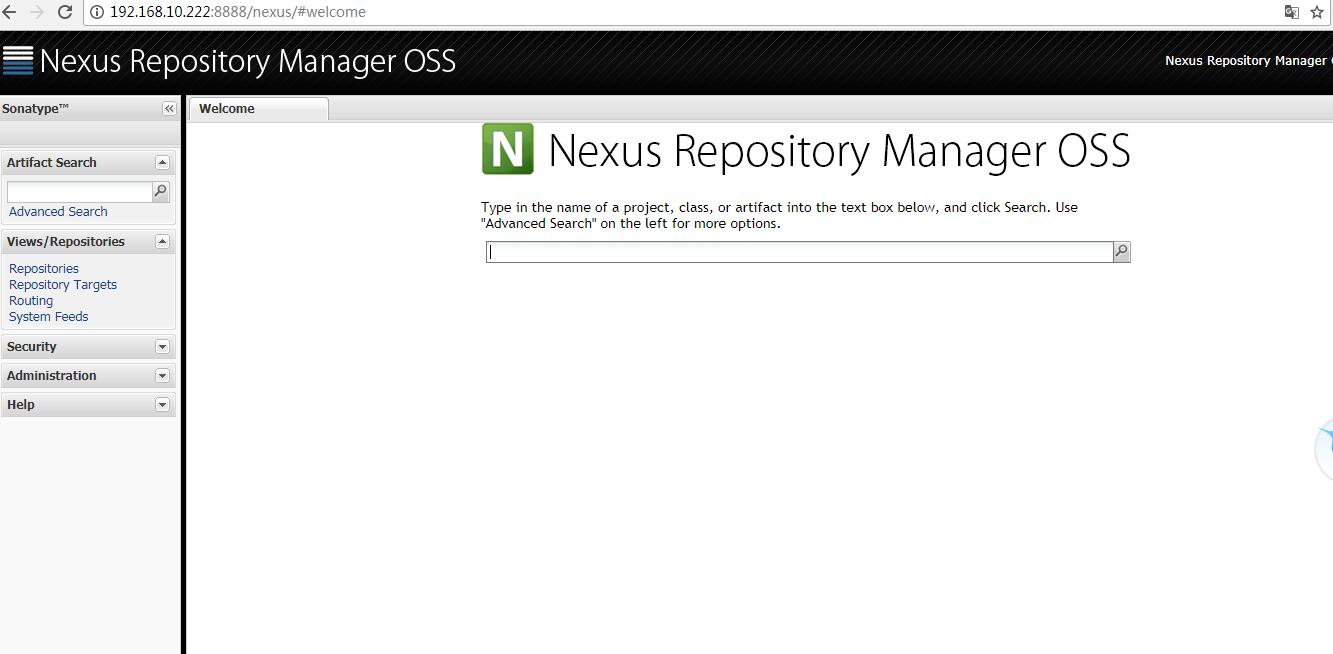 192.168.10.222:8888/nexus/#welcome
Nexus Repository Manager OSS
Nexus Repository Manager
Sonatype™
Welcome
Artifact Search
Advanced Search
Views/Repositories
Repositories
Repository Targets
Routing
System Feeds
Security
Administration
Help
N Nexus Repository Manager OSS
Type in the name of a project, class, or artifact into the text box below, and click Search. Use
"Advanced Search" on the left for more options.